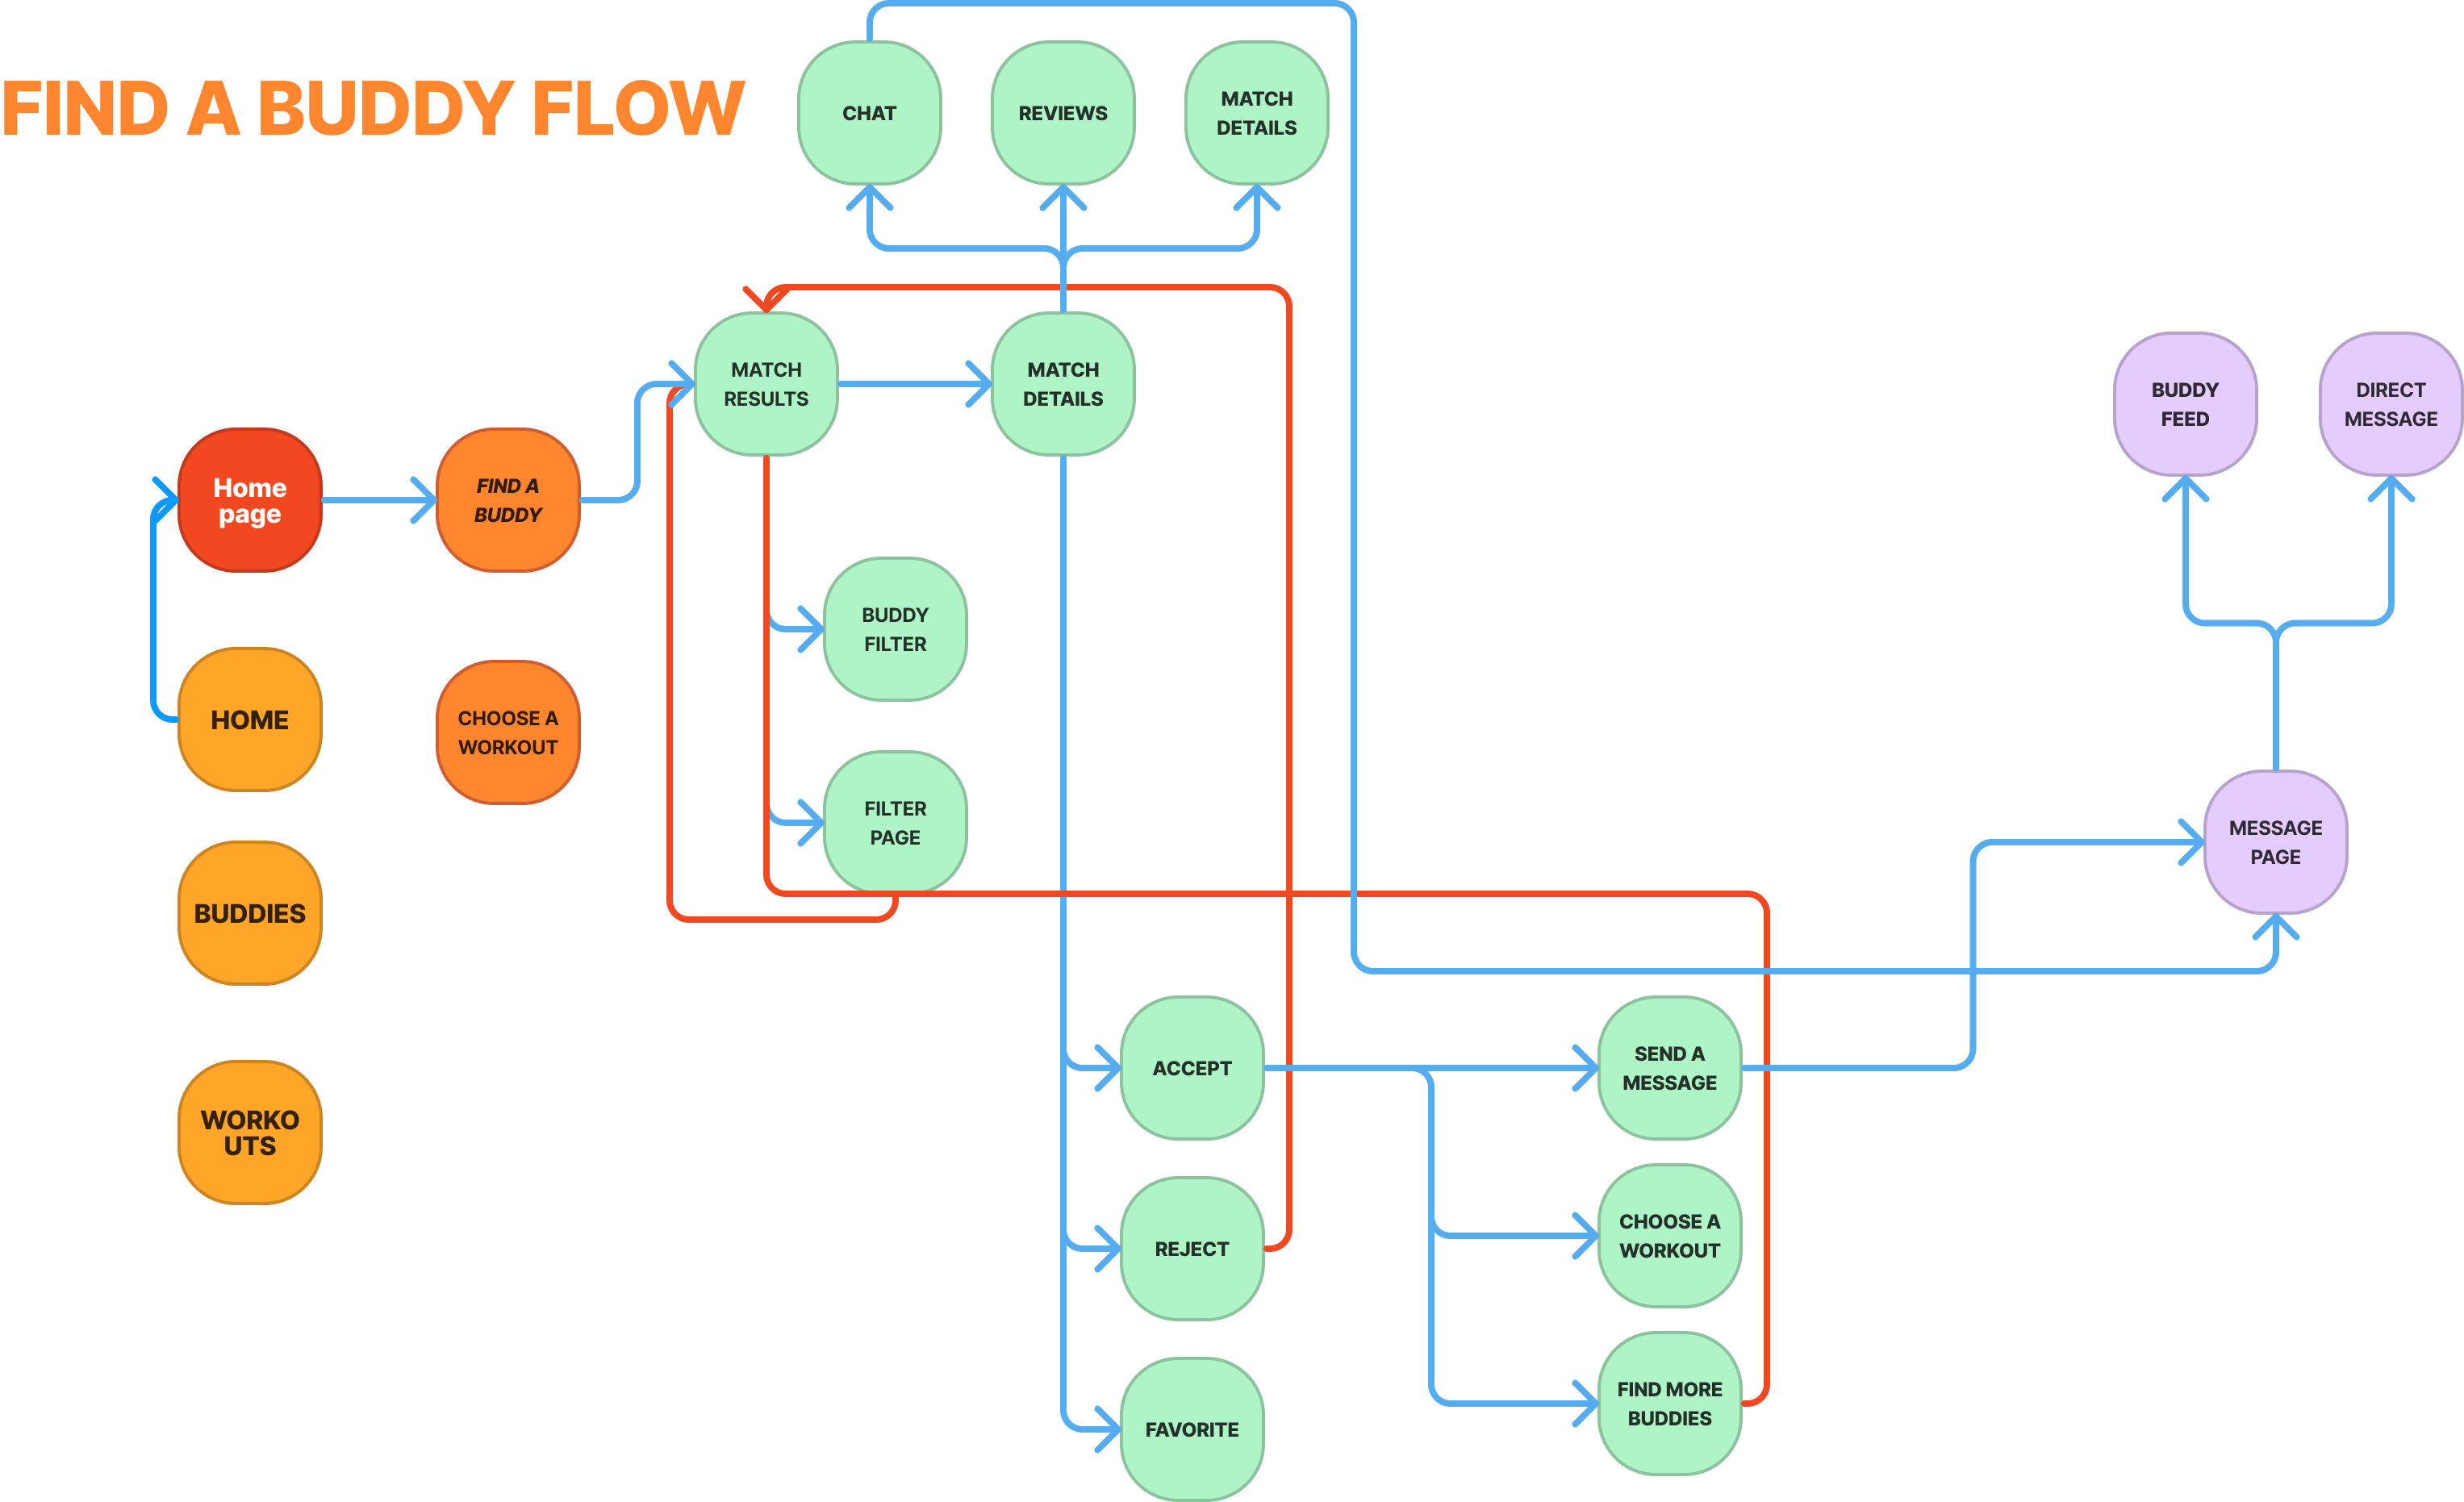 FIND A BUDDY FLOW
CHAT
REVIEWS
MATCH
DETAILS
MATCH
RESULTS
MATCH
DETAILS
BUDDY
FEED
DIRECT
MESSAGE
Home
page
FIND A
BUDDY
BUDDY
FILTER
HOME
CHOOSE A
WORKOUT
FILTER
PAGE
MESSAGE
PAGE
BUDDIES
ACCEPT
SEND A
MESSAGE
WORKO
UTS
REJECT
CHOOSE A
WORKOUT
FIND MORE
BUDDIES
FAVORITE